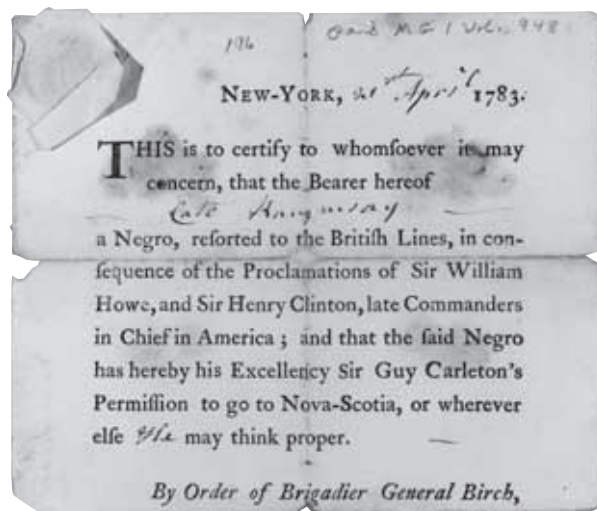 196
M G 1 Vol. 948
NEW-YORK, 21st April 1783.
THIS is to certify to whomſoever it may
concern, that the Bearer hereof
Cato Rammsay
a Negro, reſorted to the Britiſh Lines, in con-
ſequence of the Proclamations of Sir William
Howe, and Sir Henry Clinton, late Commanders
in Chief in America; and that the ſaid Negro
has hereby his Excellency Sir Guy Carleton's
Permiſſion to go to Nova-Scotia, or wherever
elſe he may think proper.
By Order of Brigadier General Birch,